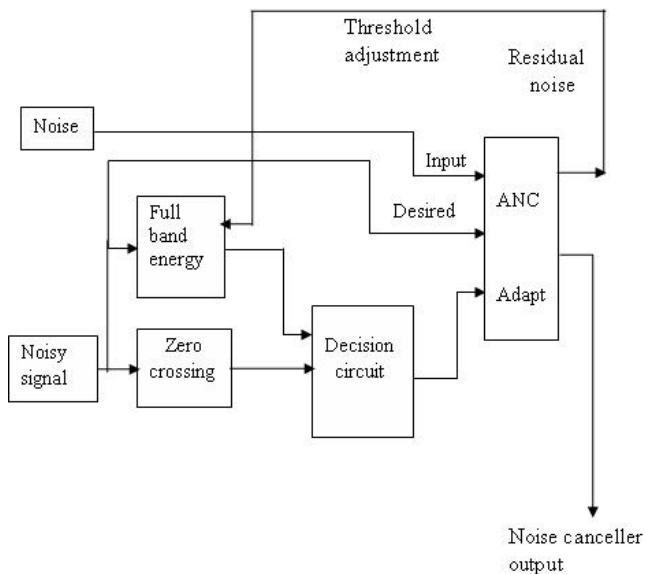 Threshold
adjustment
Residual
noise
Noise
Input
ANC
Full
band
energy
Desired
Adapt
Noisy
signal
Zero
crossing
Decision
circuit
Noise canceller
output